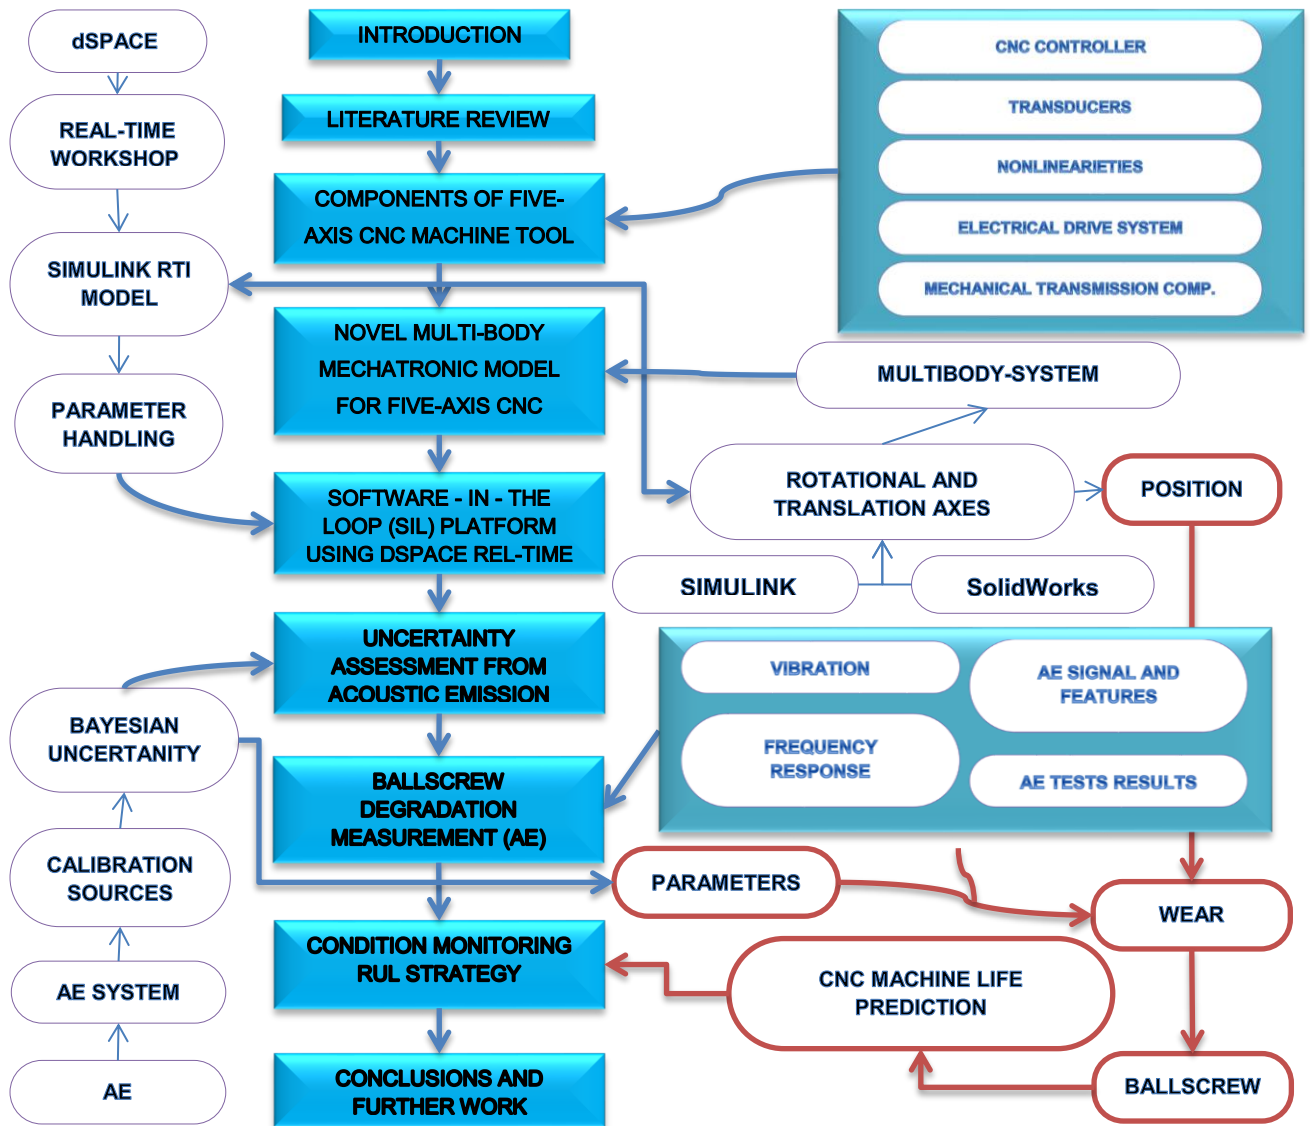 dSPACE
REAL-TIME
WORKSHOP
SIMULINK RTI
MODEL
PARAMETER
HANDLING
BAYESIAN
UNCERTANITY
CALIBRATION
SOURCES
AE SYSTEM
AE
INTRODUCTION
LITERATURE REVIEW
COMPONENTS OF FIVE-
AXIS CNC MACHINE TOOL
NOVEL MULTI-BODY
MECHATRONIC MODEL
FOR FIVE-AXIS CNC
SOFTWARE - IN - THE
LOOP (SIL) PLATFORM
USING DSPACE REL-TIME
UNCERTAINTY
ASSESSMENT FROM
ACOUSTIC EMISSION
BALLSCREW
DEGRADATION
MEASUREMENT (AE)
CONDITION MONITORING
RUL STRATEGY
CONCLUSIONS AND
FURTHER WORK
CNC CONTROLLER
TRANSDUCERS
NONLINEARIETIES
ELECTRICAL DRIVE SYSTEM
MECHANICAL TRANSMISSION COMP.
MULTIBODY-SYSTEM
ROTATIONAL AND
TRANSLATION AXES
POSITION
SIMULINK
SolidWorks
VIBRATION
FREQUENCY
RESPONSE
AE SIGNAL AND
FEATURES
AE TESTS RESULTS
PARAMETERS
WEAR
CNC MACHINE LIFE
PREDICTION
BALLSCREW